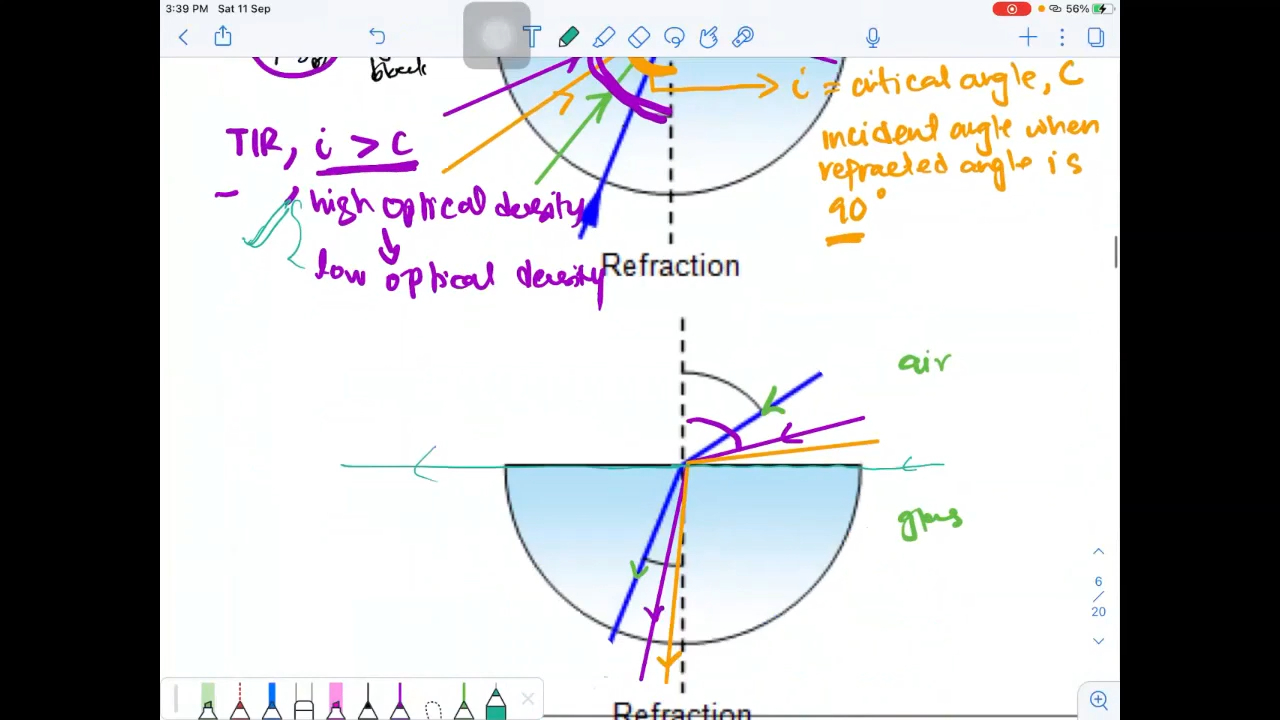 3:39 PM Sat 11 Sep
56%
T
block
i = critical angle, C
incident angle when
refracted angle is
90°
TIR, i > C
- high optical density
low optical density
Refraction
air
glass
6
/
20
Refraction